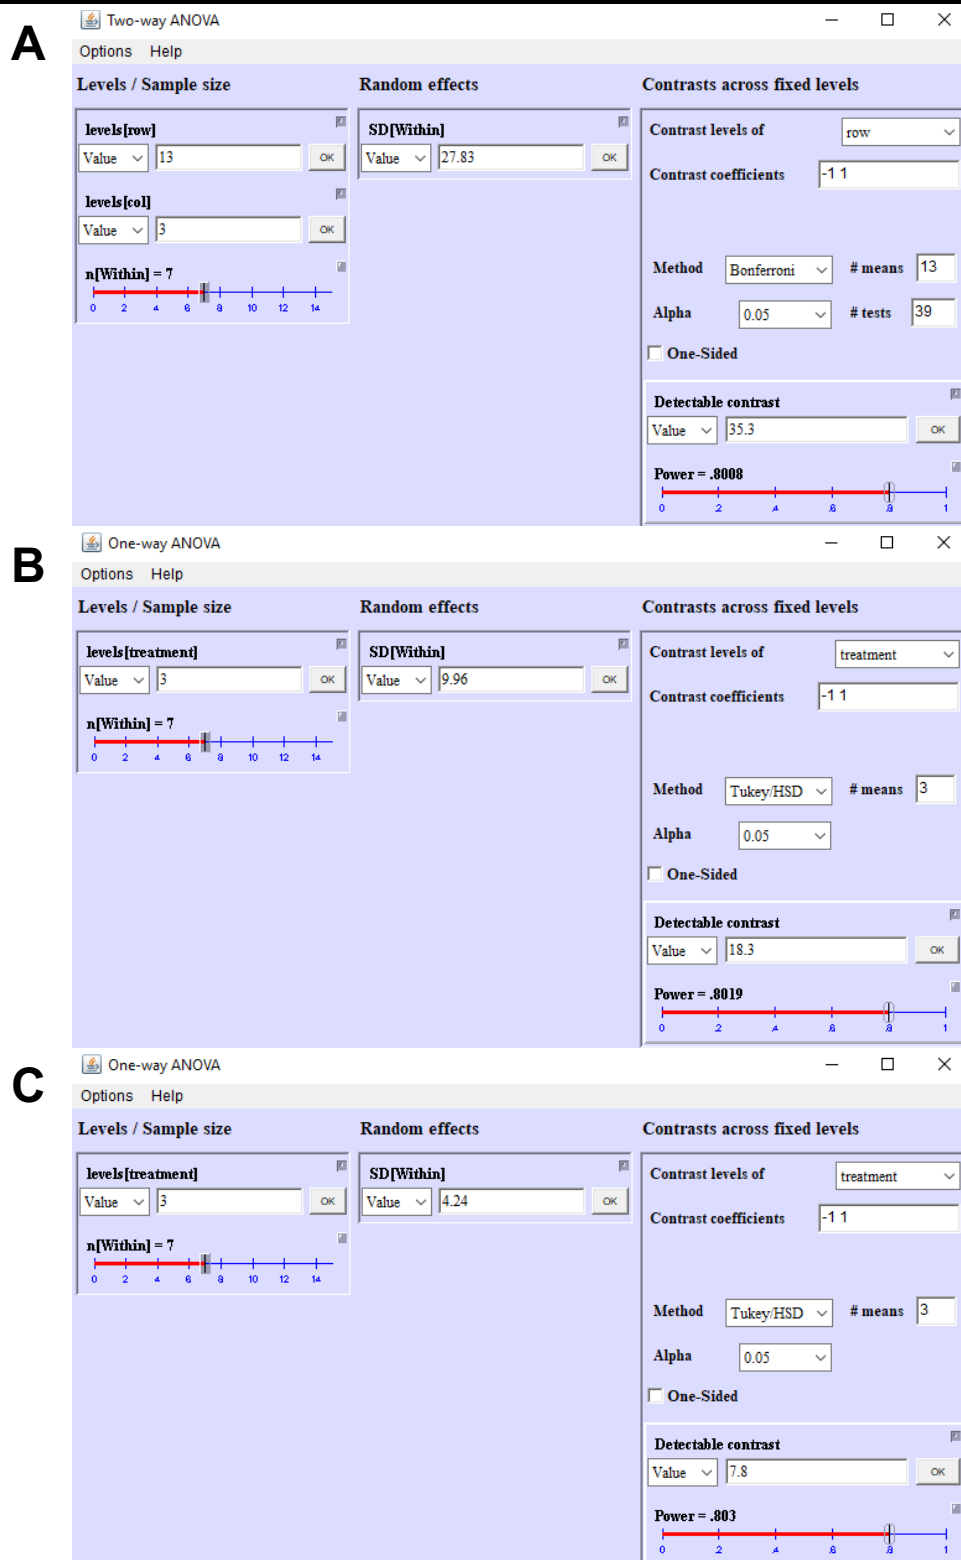 A
Two-way ANOVA
Options Help
Levels / Sample size Random effects Contrasts across fixed levels
levels[row] SD[Within] Contrast levels of row
Value 13 OK Value 27.83 OK
Contrast coefficients -1 1
levels[col]
Value 3 OK
n[Within] = 7 Method Bonferroni # means 13
0 2 4 6 8 10 12 14
Alpha 0.05 # tests 39
One-Sided
Detectable contrast
Value 35.3 OK
Power = .8008
0 .2 .4 .6 .8 1
B
One-way ANOVA
Options Help
Levels / Sample size Random effects Contrasts across fixed levels
levels[treatment] SD[Within] Contrast levels of treatment
Value 3 OK Value 9.96 OK
Contrast coefficients -1 1
n[Within] = 7
0 2 4 6 8 10 12 14
Method Tukey/HSD # means 3
Alpha 0.05
One-Sided
Detectable contrast
Value 18.3 OK
Power = .8019
0 .2 .4 .6 .8 1
C
One-way ANOVA
Options Help
Levels / Sample size Random effects Contrasts across fixed levels
levels[treatment] SD[Within] Contrast levels of treatment
Value 3 OK Value 4.24 OK
Contrast coefficients -1 1
n[Within] = 7
0 2 4 6 8 10 12 14
Method Tukey/HSD # means 3
Alpha 0.05
One-Sided
Detectable contrast
Value 7.8 OK
Power = .803
0 .2 .4 .6 .8 1